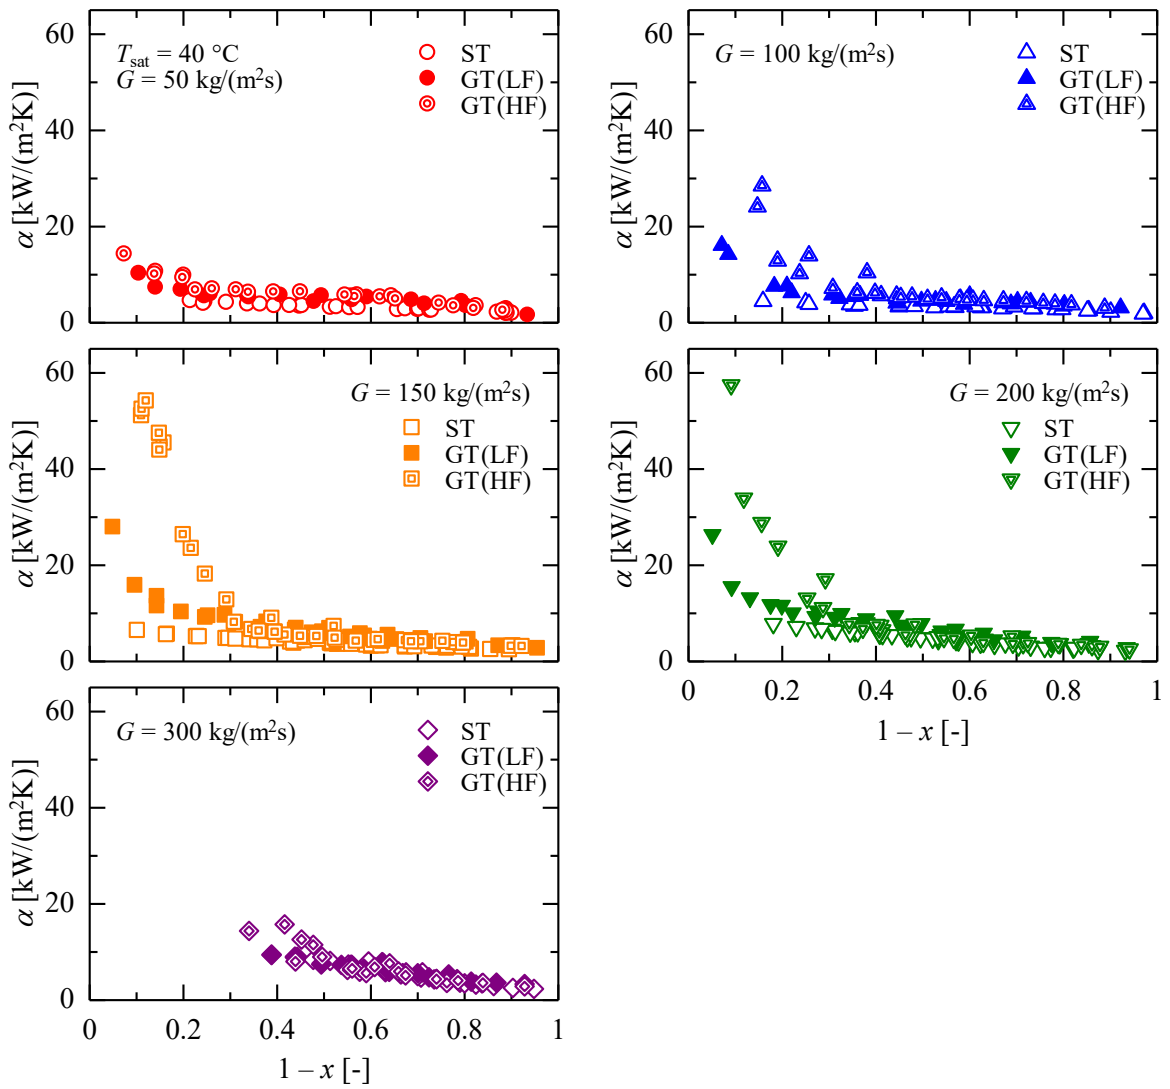 60
40
20
0
α [kW/(m²K)]
T_sat = 40 °C
G = 50 kg/(m²s)
ST
GT(LF)
GT(HF)
60
40
20
0
α [kW/(m²K)]
G = 100 kg/(m²s)
ST
GT(LF)
GT(HF)
60
40
20
0
α [kW/(m²K)]
G = 150 kg/(m²s)
ST
GT(LF)
GT(HF)
60
40
20
0
α [kW/(m²K)]
G = 200 kg/(m²s)
ST
GT(LF)
GT(HF)
0 0.2 0.4 0.6 0.8 1
1 – x [-]
60
40
20
0
α [kW/(m²K)]
G = 300 kg/(m²s)
ST
GT(LF)
GT(HF)
0 0.2 0.4 0.6 0.8 1
1 – x [-]